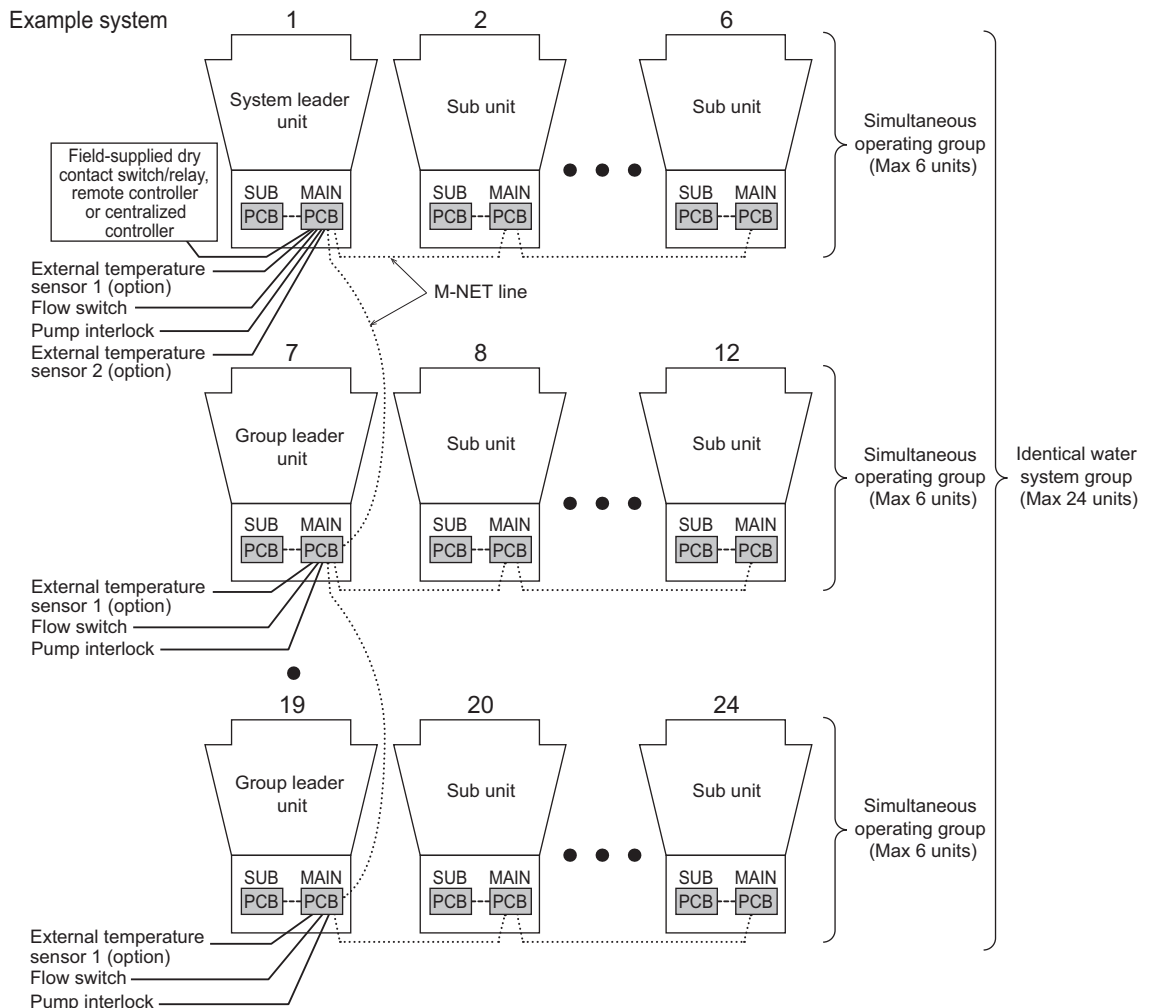 Example system
1
2
6
System leader
unit
Sub unit
Sub unit
Simultaneous
operating group
(Max 6 units)
Field-supplied dry
contact switch/relay,
remote controller
or centralized
controller
SUB MAIN
PCB PCB
SUB MAIN
PCB PCB
SUB MAIN
PCB PCB
External temperature
sensor 1 (option)
Flow switch
Pump interlock
External temperature
sensor 2 (option)
M-NET line
7
8
12
Group leader
unit
Sub unit
Sub unit
Simultaneous
operating group
(Max 6 units)
Identical water
system group
(Max 24 units)
SUB MAIN
PCB PCB
SUB MAIN
PCB PCB
SUB MAIN
PCB PCB
External temperature
sensor 1 (option)
Flow switch
Pump interlock
19
20
24
Group leader
unit
Sub unit
Sub unit
Simultaneous
operating group
(Max 6 units)
SUB MAIN
PCB PCB
SUB MAIN
PCB PCB
SUB MAIN
PCB PCB
External temperature
sensor 1 (option)
Flow switch
Pump interlock